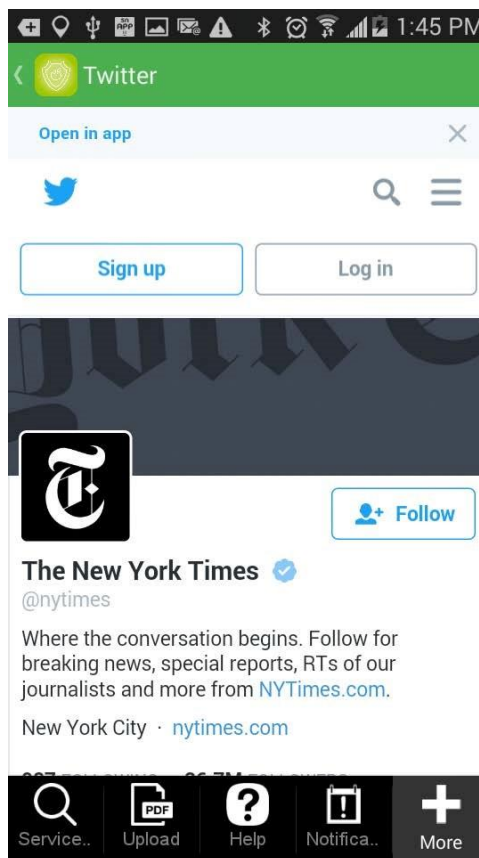 1:45 PM
Twitter
Open in app
Sign up
Log in
Follow
The New York Times
@nytimes
Where the conversation begins. Follow for
breaking news, special reports, RTs of our
journalists and more from NYTimes.com.
New York City · nytimes.com
Service..
PDF
Upload
Help
Notifica..
More